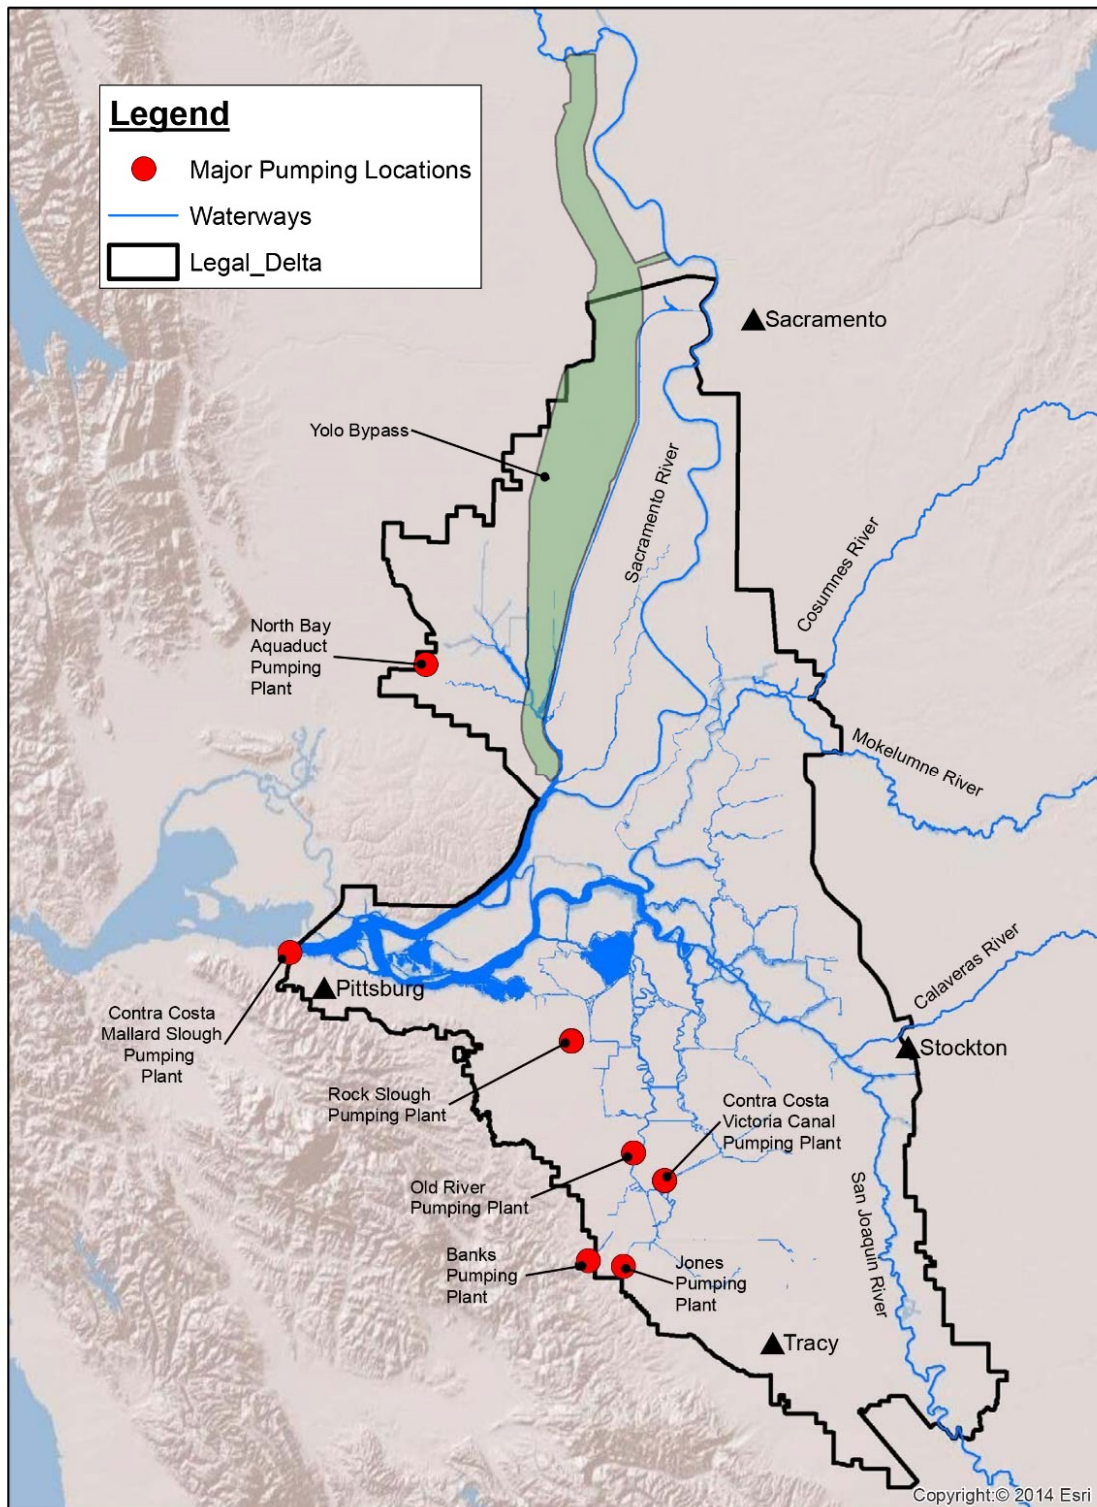 Legend
Major Pumping Locations
Waterways
Legal_Delta
Sacramento
Yolo Bypass
Sacramento River
Cosumnes River
North Bay
Aquaduct
Pumping
Plant
Mokelumne River
Calaveras River
Pittsburg
Contra Costa
Mallard Slough
Pumping
Plant
Stockton
Rock Slough
Pumping Plant
Contra Costa
Victoria Canal
Pumping Plant
Old River
Pumping Plant
San Joaquin River
Banks
Pumping
Plant
Jones
Pumping
Plant
Tracy
Copyright:© 2014 Esri